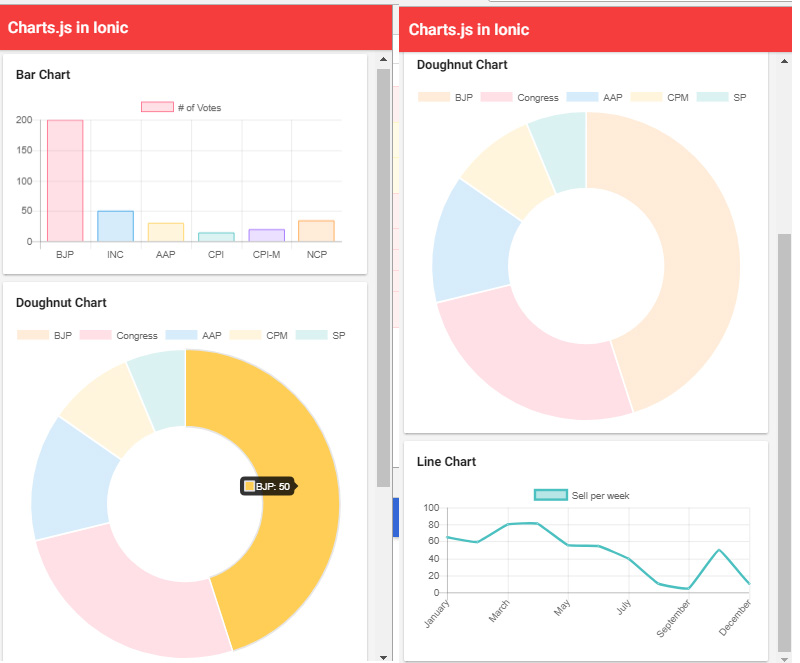 Charts.js in Ionic
Bar Chart
# of Votes
200
150
100
50
0
BJP INC AAP CPI CPI-M NCP
Doughnut Chart
BJP Congress AAP CPM SP
BJP: 50
Charts.js in Ionic
Doughnut Chart
BJP Congress AAP CPM SP
Line Chart
Sell per week
100
80
60
40
20
0
January March May July September December